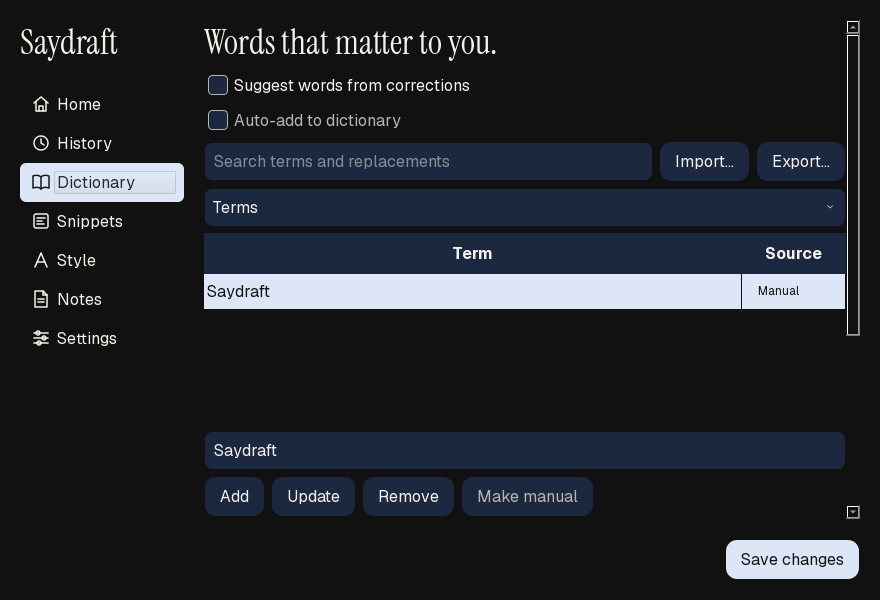 Saydraft
Home
History
Dictionary
Snippets
Style
Notes
Settings
Words that matter to you.
Suggest words from corrections
Auto-add to dictionary
Search terms and replacements
Import...
Export...
Terms
Term Source
Saydraft Manual
Saydraft
Add Update Remove Make manual
Save changes